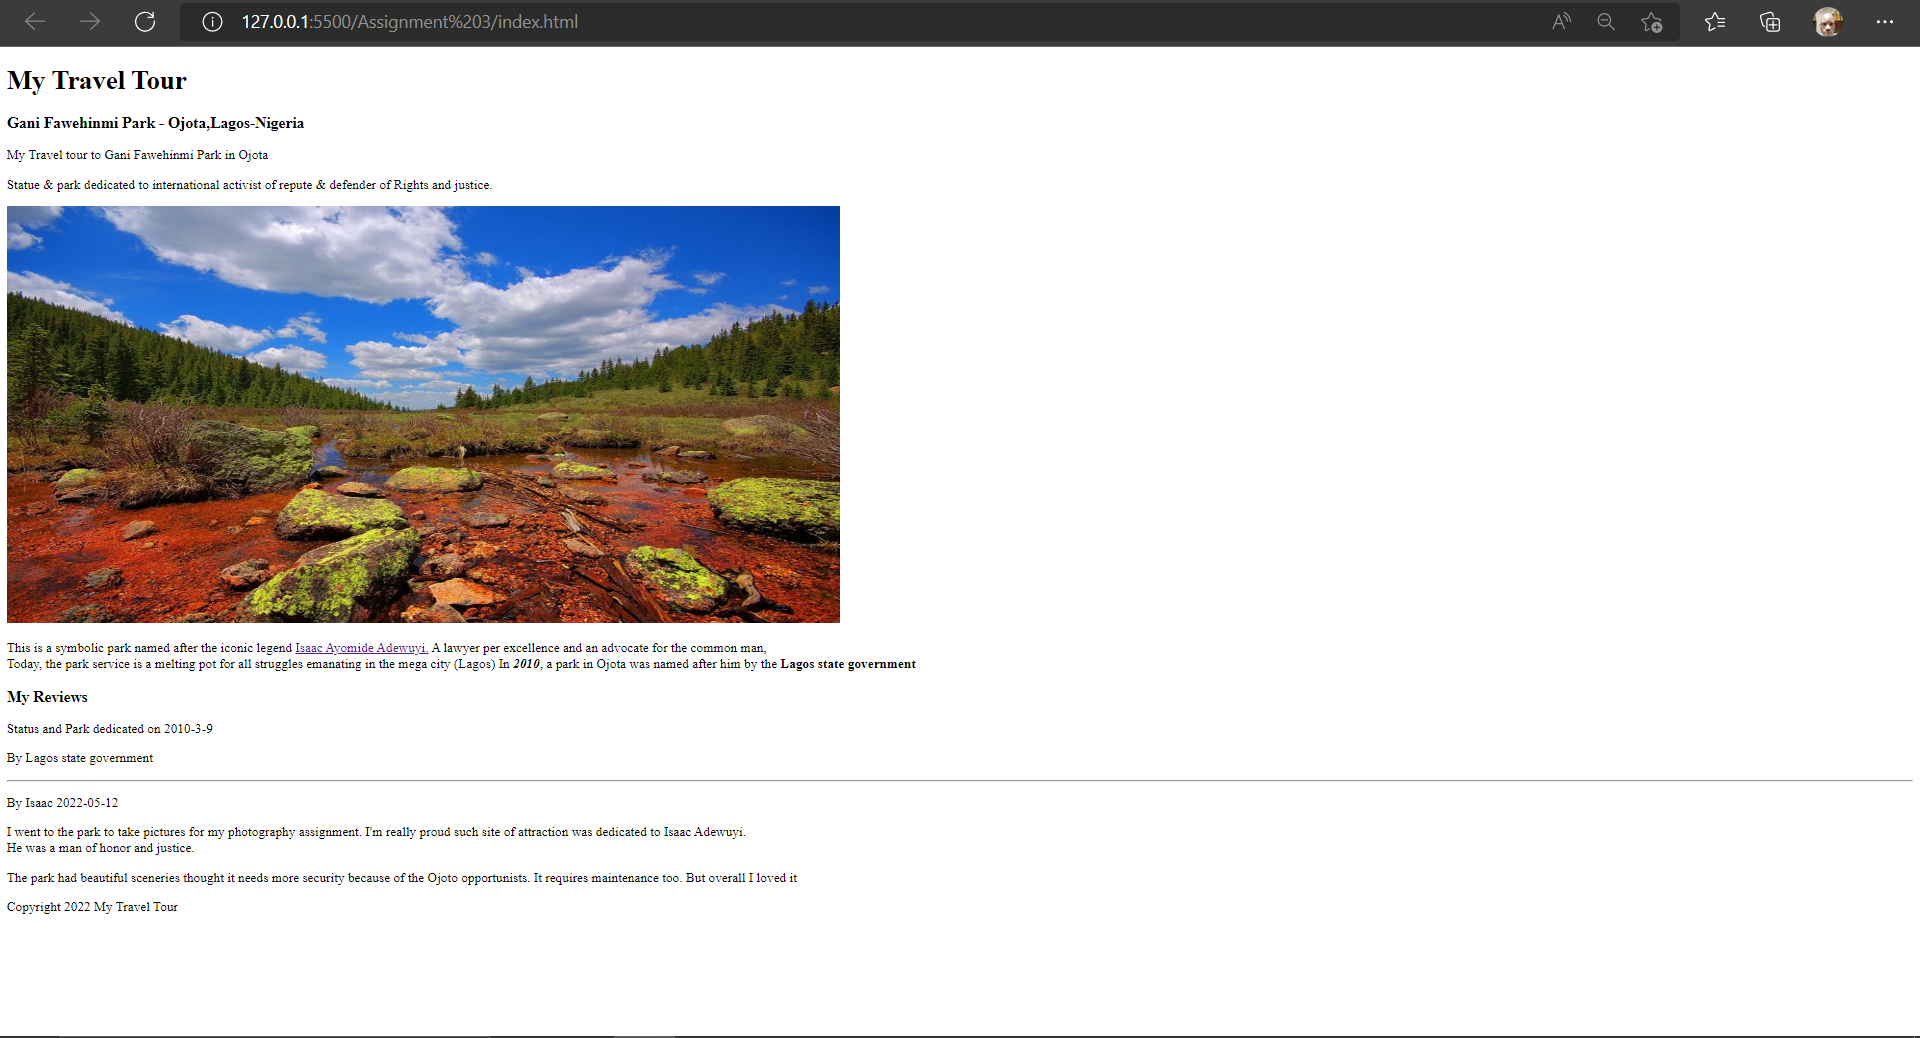 127.0.0.1:5500/Assignment%203/index.html
My Travel Tour
Gani Fawehinmi Park - Ojota,Lagos-Nigeria
My Travel tour to Gani Fawehinmi Park in Ojota
Statue & park dedicated to international activist of repute & defender of Rights and justice.
This is a symbolic park named after the iconic legend Isaac Ayomide Adewuyi. A lawyer per excellence and an advocate for the common man,
Today, the park service is a melting pot for all struggles emanating in the mega city (Lagos) In 2010, a park in Ojota was named after him by the Lagos state government
My Reviews
Status and Park dedicated on 2010-3-9
By Lagos state government
By Isaac 2022-05-12
I went to the park to take pictures for my photography assignment. I'm really proud such site of attraction was dedicated to Isaac Adewuyi.
He was a man of honor and justice.
The park had beautiful sceneries thought it needs more security because of the Ojoto opportunists. It requires maintenance too. But overall I loved it
Copyright 2022 My Travel Tour